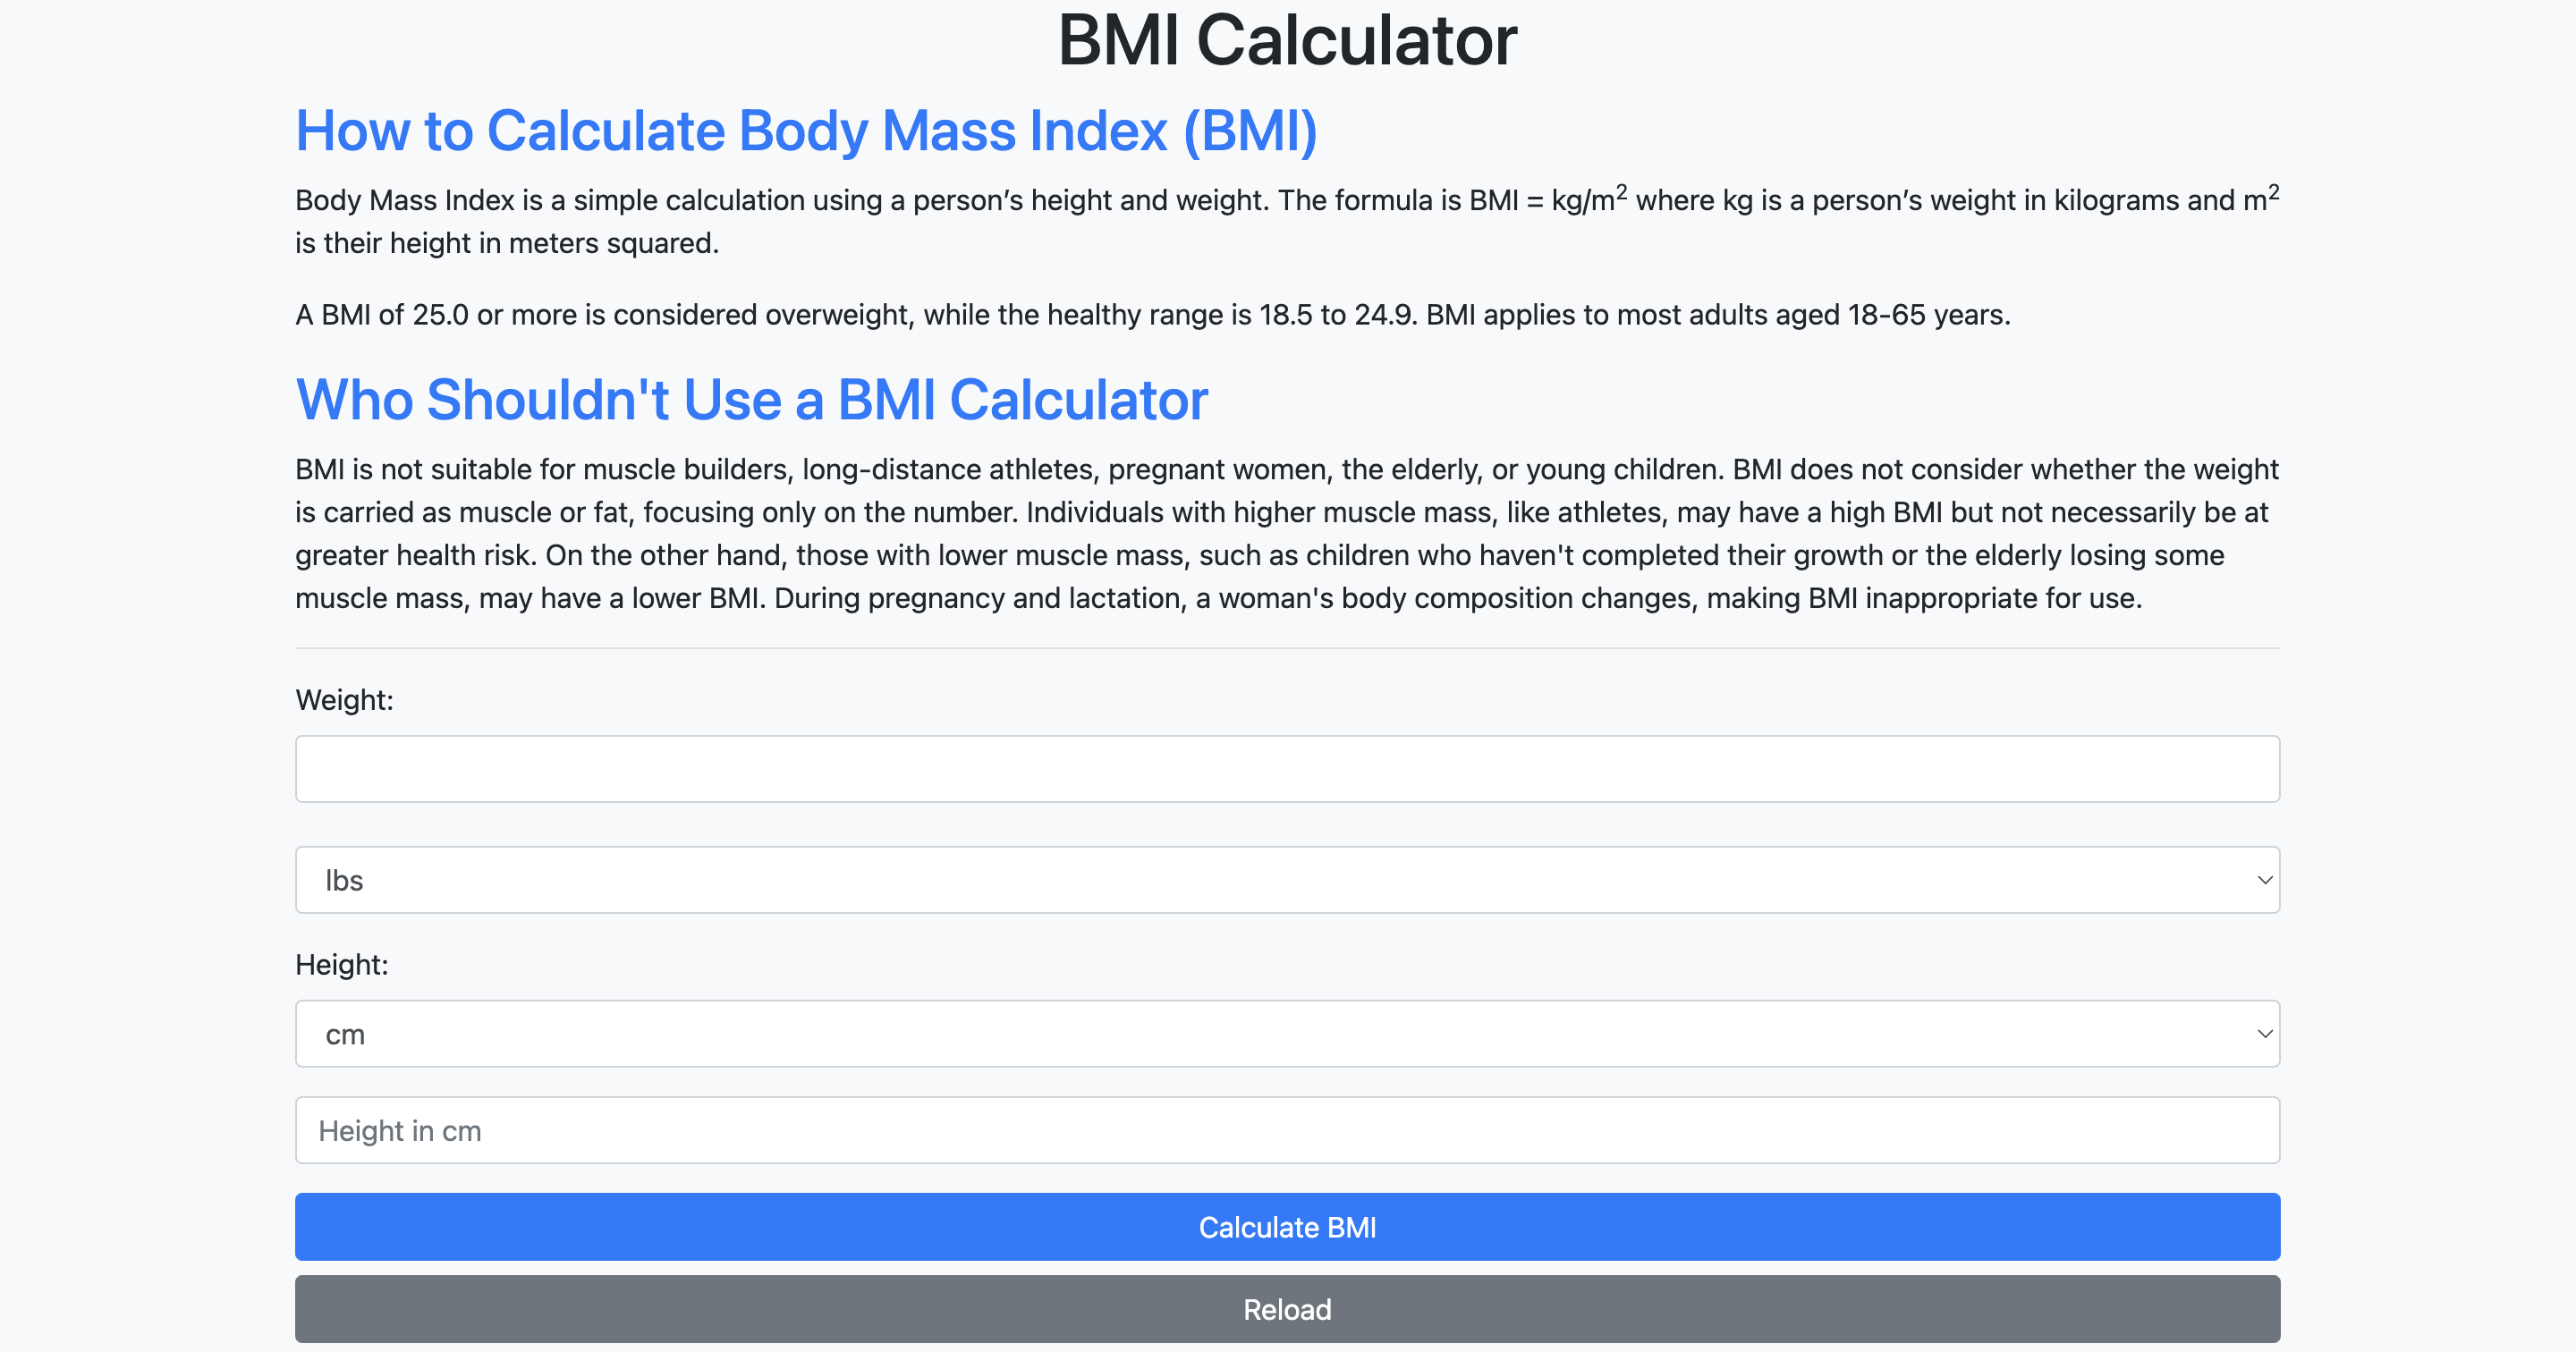 BMI Calculator
How to Calculate Body Mass Index (BMI)
Body Mass Index is a simple calculation using a person’s height and weight. The formula is BMI = kg/m² where kg is a person’s weight in kilograms and m²
is their height in meters squared.
A BMI of 25.0 or more is considered overweight, while the healthy range is 18.5 to 24.9. BMI applies to most adults aged 18-65 years.
Who Shouldn't Use a BMI Calculator
BMI is not suitable for muscle builders, long-distance athletes, pregnant women, the elderly, or young children. BMI does not consider whether the weight
is carried as muscle or fat, focusing only on the number. Individuals with higher muscle mass, like athletes, may have a high BMI but not necessarily be at
greater health risk. On the other hand, those with lower muscle mass, such as children who haven't completed their growth or the elderly losing some
muscle mass, may have a lower BMI. During pregnancy and lactation, a woman's body composition changes, making BMI inappropriate for use.
Weight:
lbs
Height:
cm
Height in cm
Calculate BMI
Reload